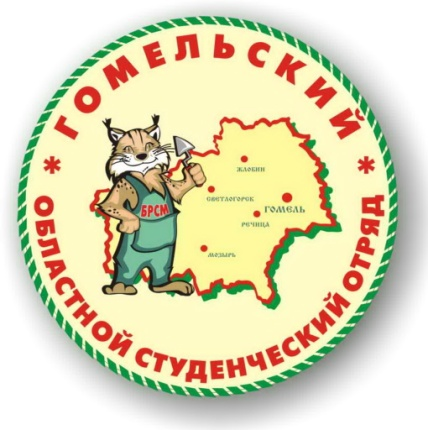 * ГОМЕЛЬСКИЙ *
ОБЛАСТНОЙ СТУДЕНЧЕСКИЙ ОТРЯД
БРСМ
ЖЛОБИН
СВЕТЛОГОРСК
ГОМЕЛЬ
РЕЧИЦА
МОЗЫРЬ